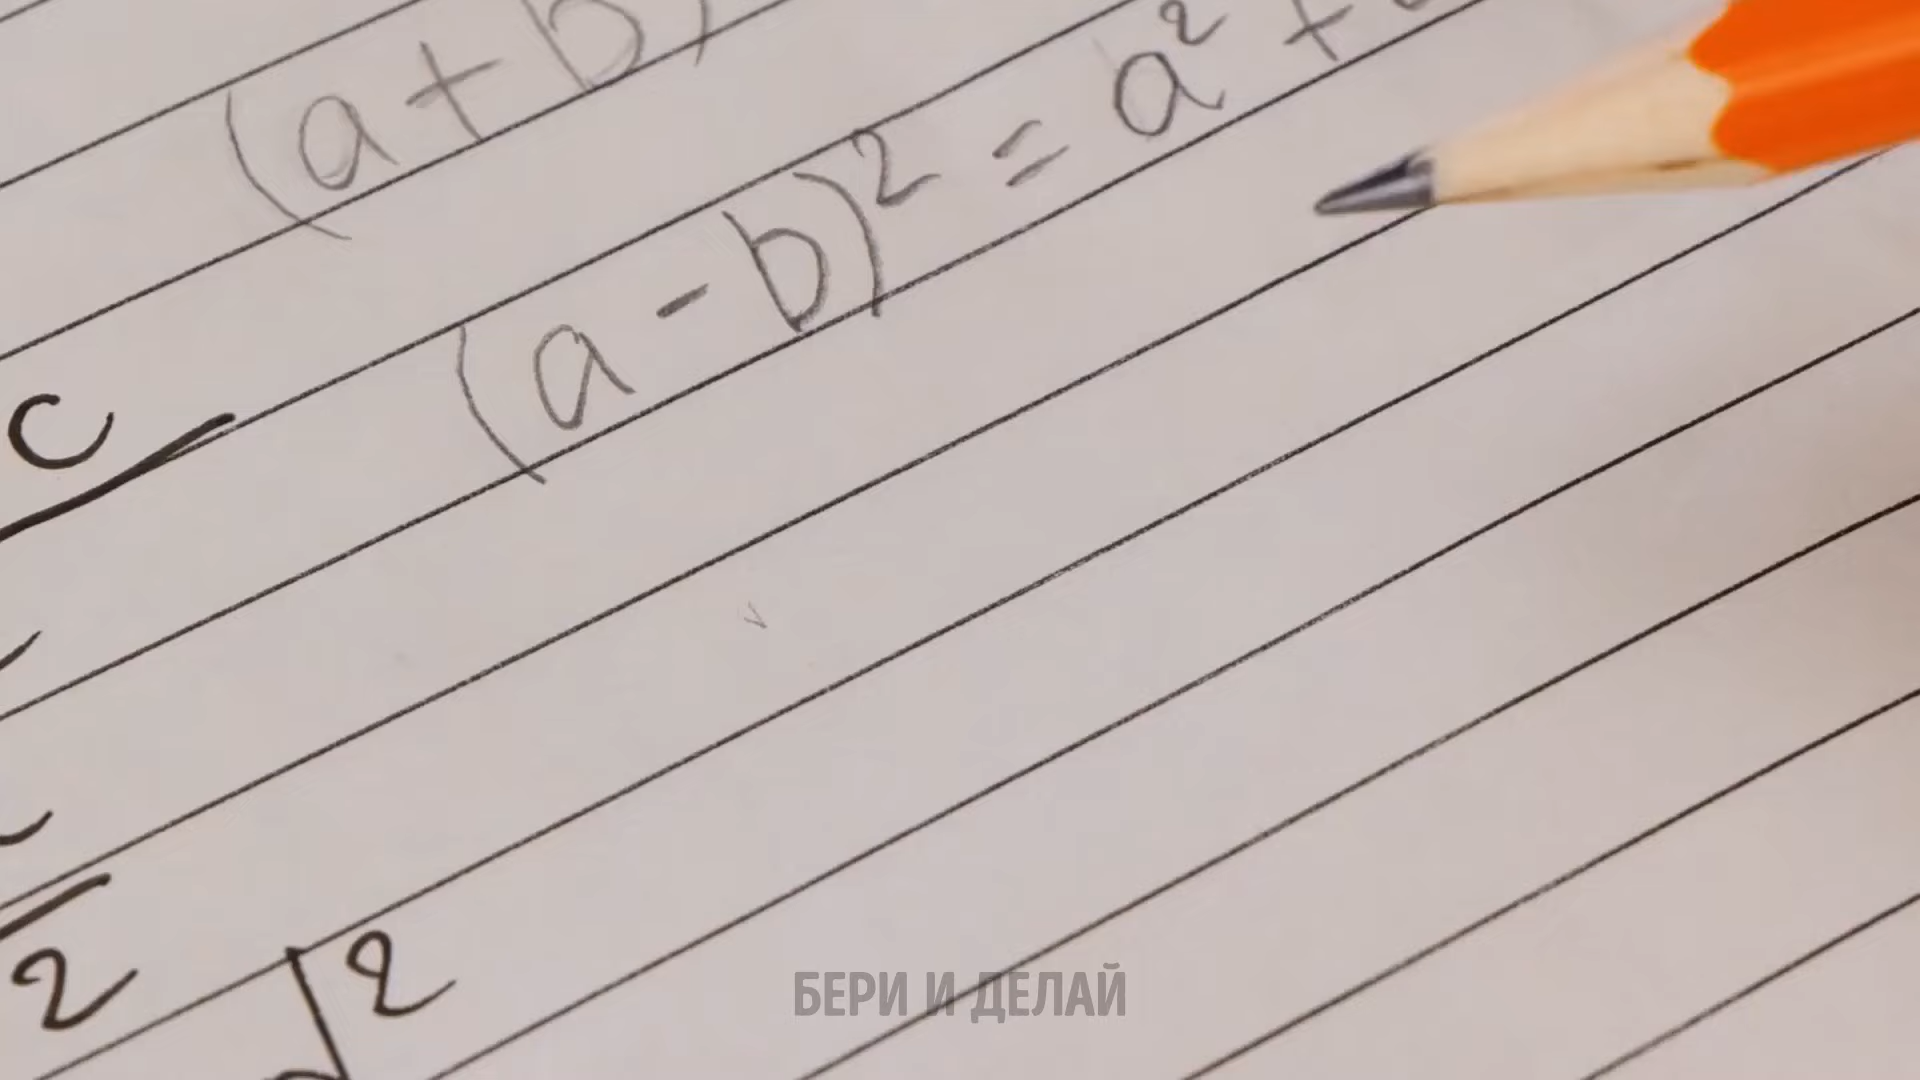 (a+b)
(a-b)² = a² +
c
2
2
БЕРИ И ДЕЛАЙ